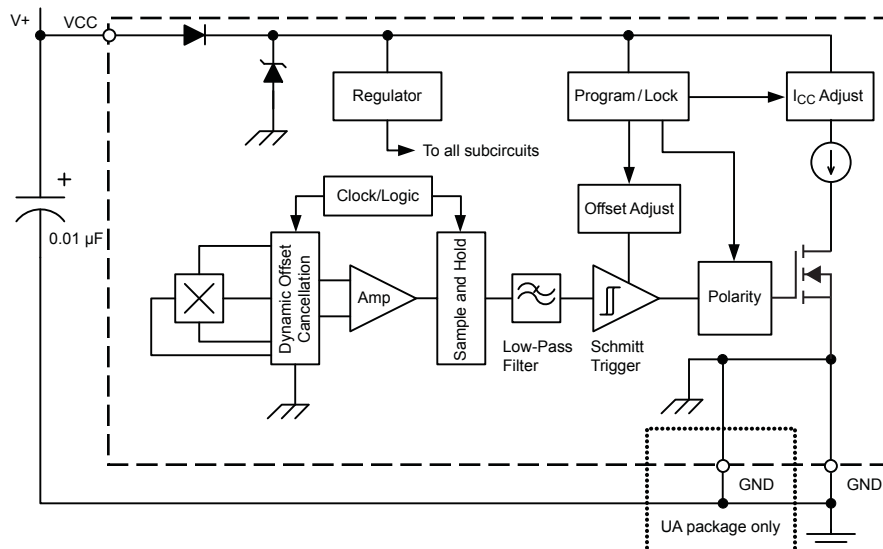 V+
VCC
Regulator
Program/Lock
ICC Adjust
To all subcircuits
+
0.01 µF
Clock/Logic
Offset Adjust
Dynamic Offset
Cancellation
Amp
Sample and Hold
Low-Pass
Filter
Schmitt
Trigger
Polarity
GND
GND
UA package only